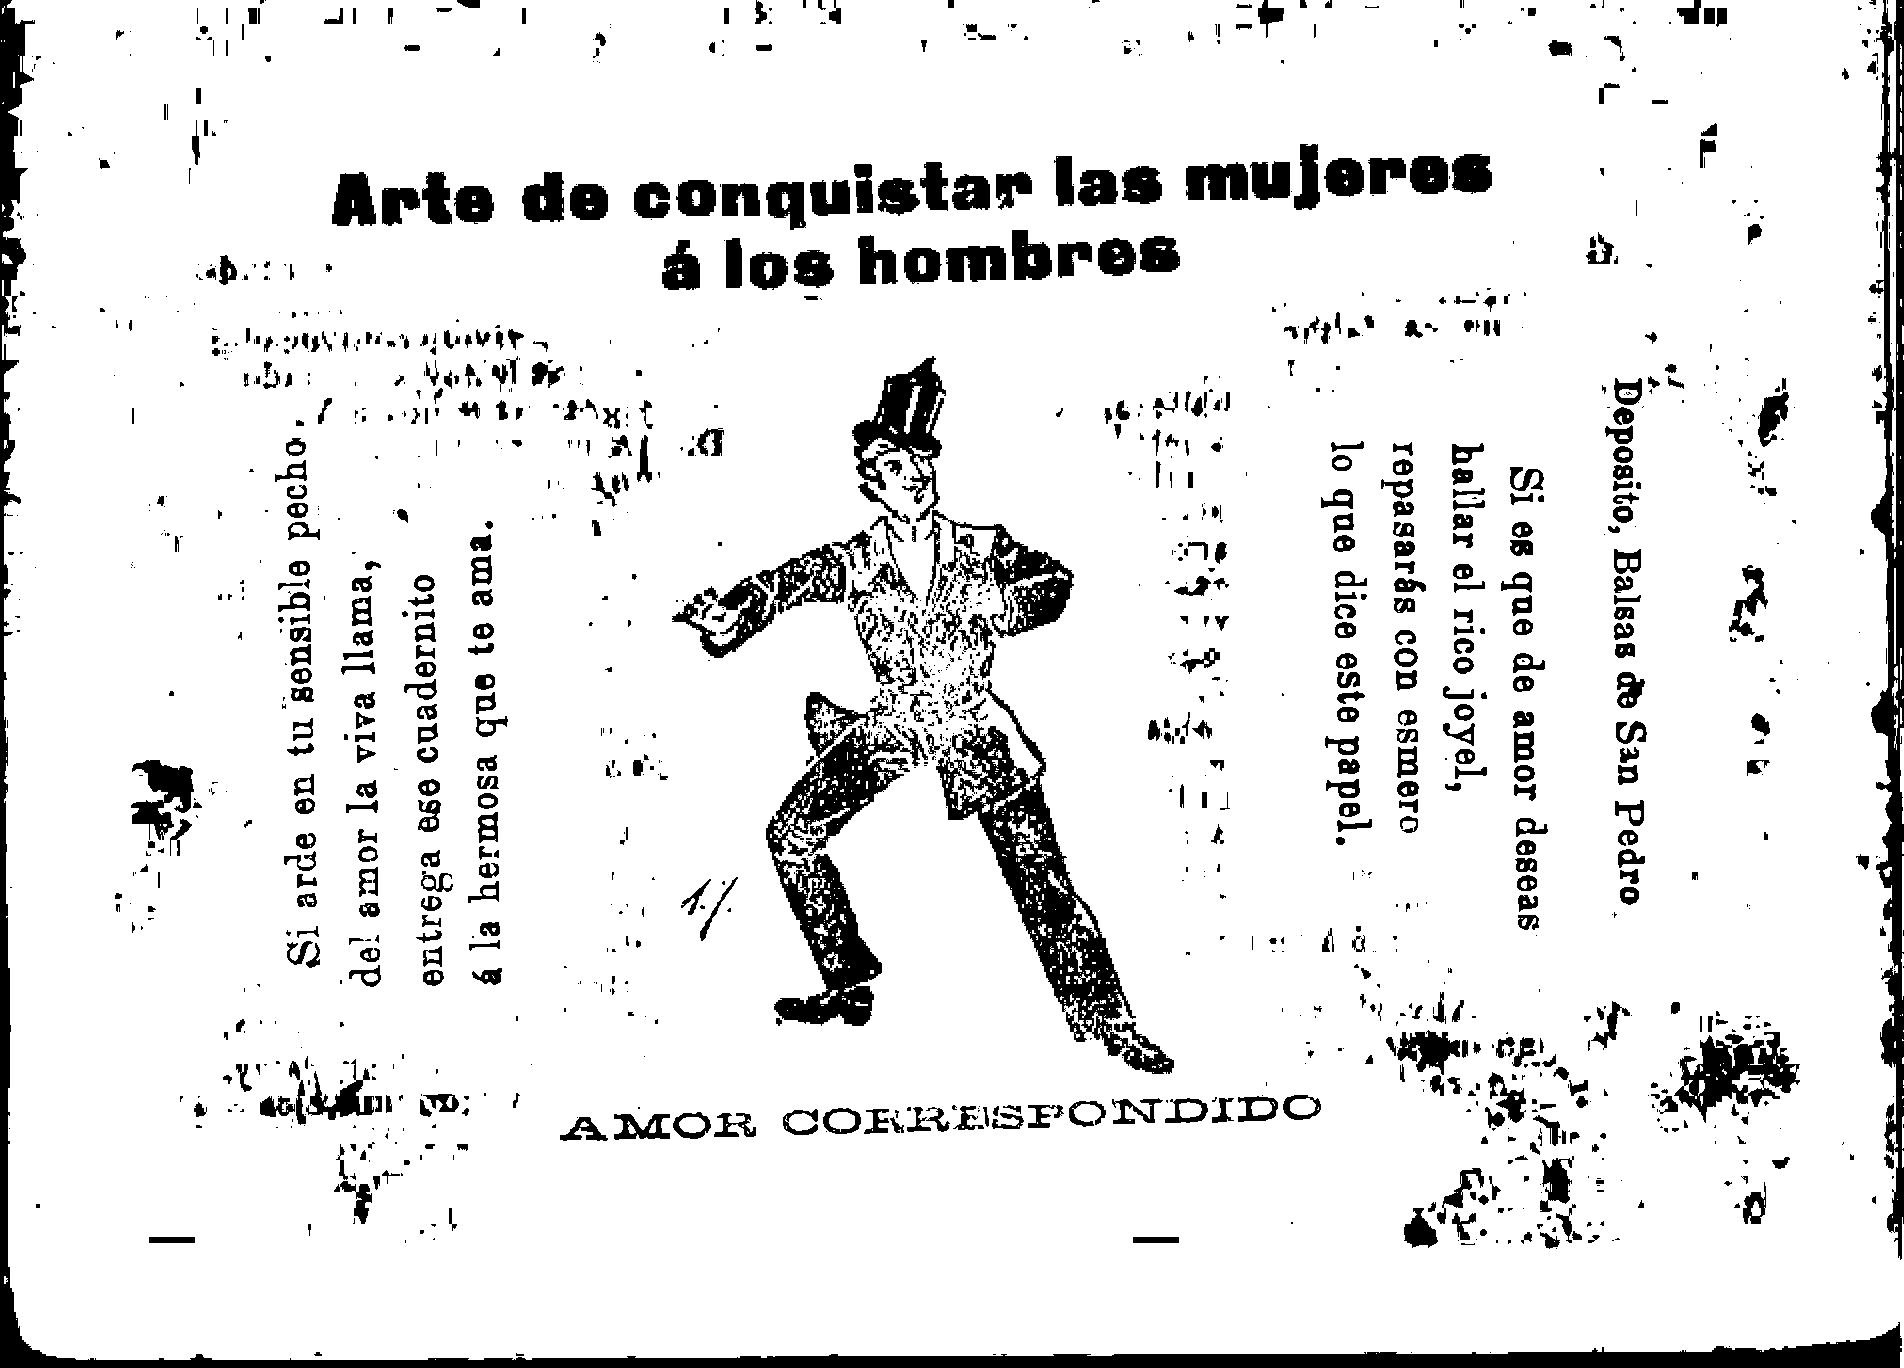 Arte de conquistar las mujeres
á los hombres
Si arde en tu sensible pecho
del amor la viva llama,
entrega ese cuadernito
á la hermosa que te ama.
Si es que de amor deseas
hallar el rico joyel,
repasarás con esmero
lo que dice este papel.
Deposito, Balsas de San Pedro
AMOR CORRESPONDIDO